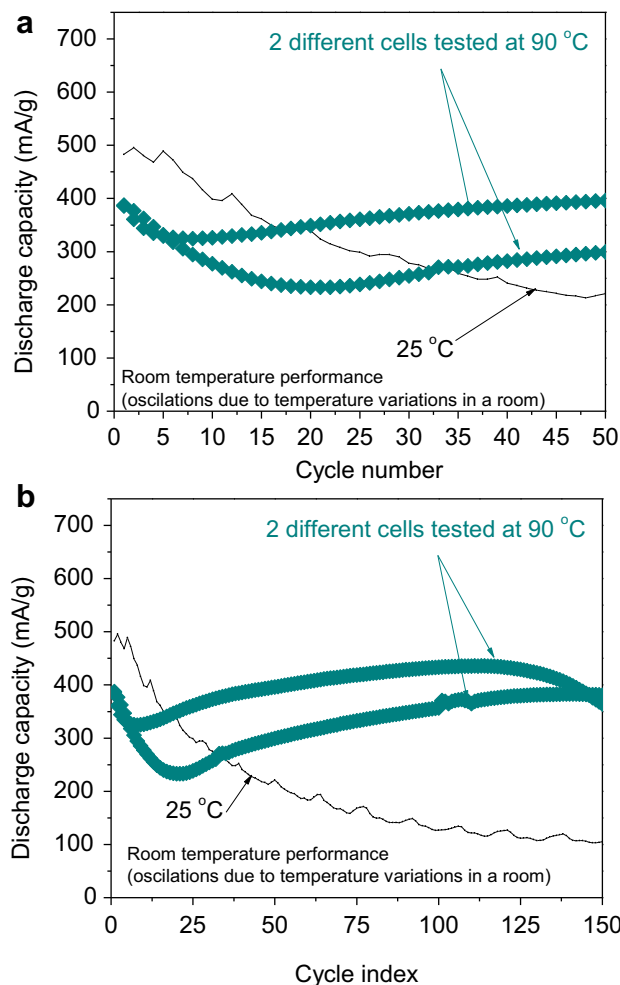 a
700
600
500
400
300
200
100
0
Discharge capacity (mA/g)
2 different cells tested at 90 °C
25 °C
Room temperature performance
(oscilations due to temperature variations in a room)
0 5 10 15 20 25 30 35 40 45 50
Cycle number
b
700
600
500
400
300
200
100
0
Discharge capacity (mA/g)
2 different cells tested at 90 °C
25 °C
Room temperature performance
(oscilations due to temperature variations in a room)
0 25 50 75 100 125 150
Cycle index